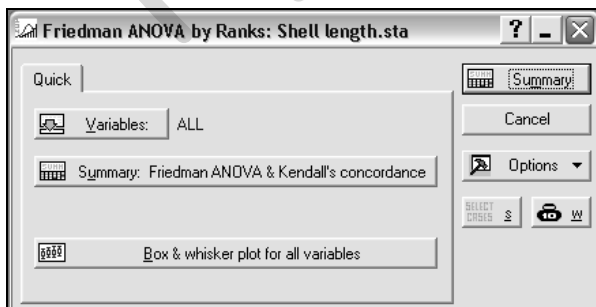 Friedman ANOVA by Ranks: Shell length.sta
Quick
Variables: ALL
Summary: Friedman ANOVA & Kendall's concordance
Box & whisker plot for all variables
Summary
Cancel
Options
SELECT CASES S W